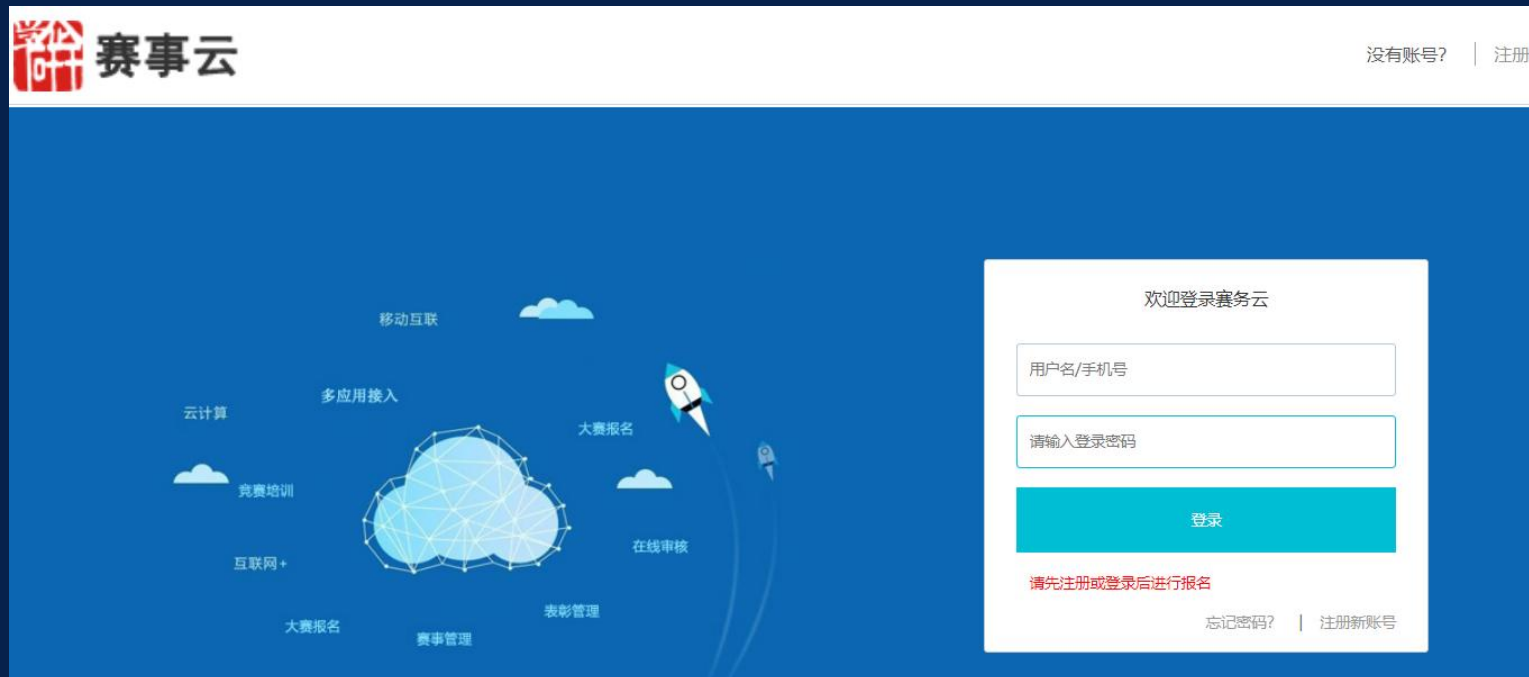 赛事云
没有账号?
注册
欢迎登录赛务云
用户名/手机号
请输入登录密码
登录
请先注册或登录后进行报名
忘记密码? | 注册新账号
移动互联
多应用接入
云计算
大赛报名
竞赛培训
在线审核
互联网+
表彰管理
大赛报名
赛事管理